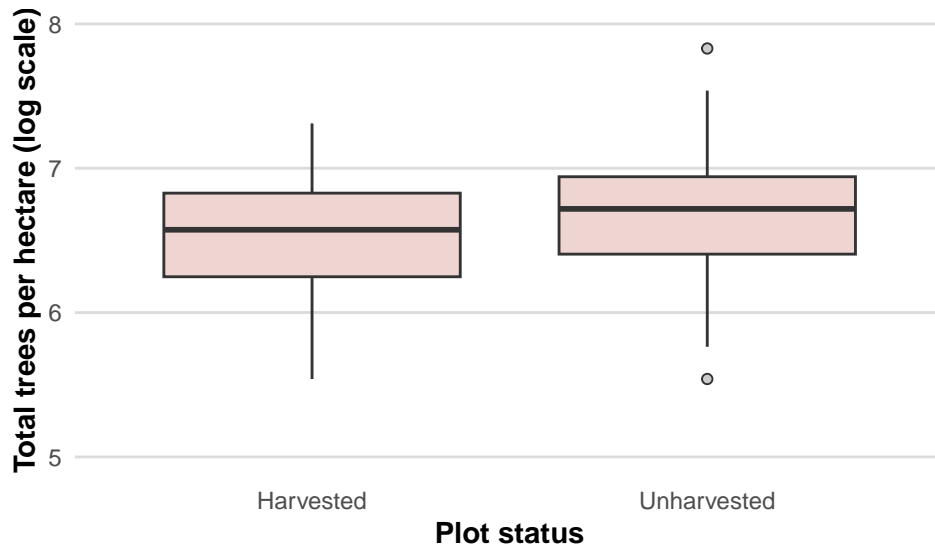 Total trees per hectare (log scale)
8
7
6
5
Harvested
Unharvested
Plot status